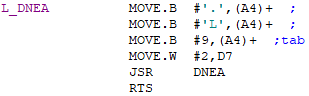 L_DNEA MOVE.B #'.',(A4)+ ;
MOVE.B #'L',(A4)+ ;
MOVE.B #9,(A4)+ ;tab
MOVE.W #2,D7
JSR DNEA
RTS